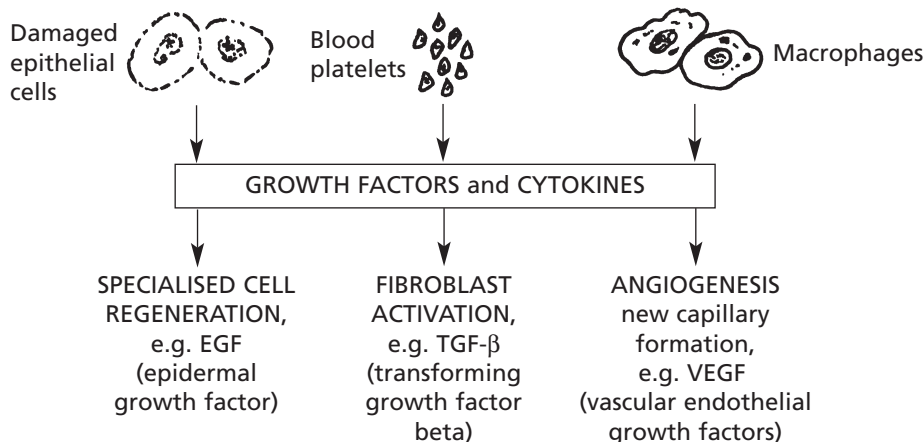 Damaged
epithelial
cells
Blood
platelets
Macrophages
GROWTH FACTORS and CYTOKINES
SPECIALISED CELL
REGENERATION,
e.g. EGF
(epidermal
growth factor)
FIBROBLAST
ACTIVATION,
e.g. TGF-β
(transforming
growth factor
beta)
ANGIOGENESIS
new capillary
formation,
e.g. VEGF
(vascular endothelial
growth factors)